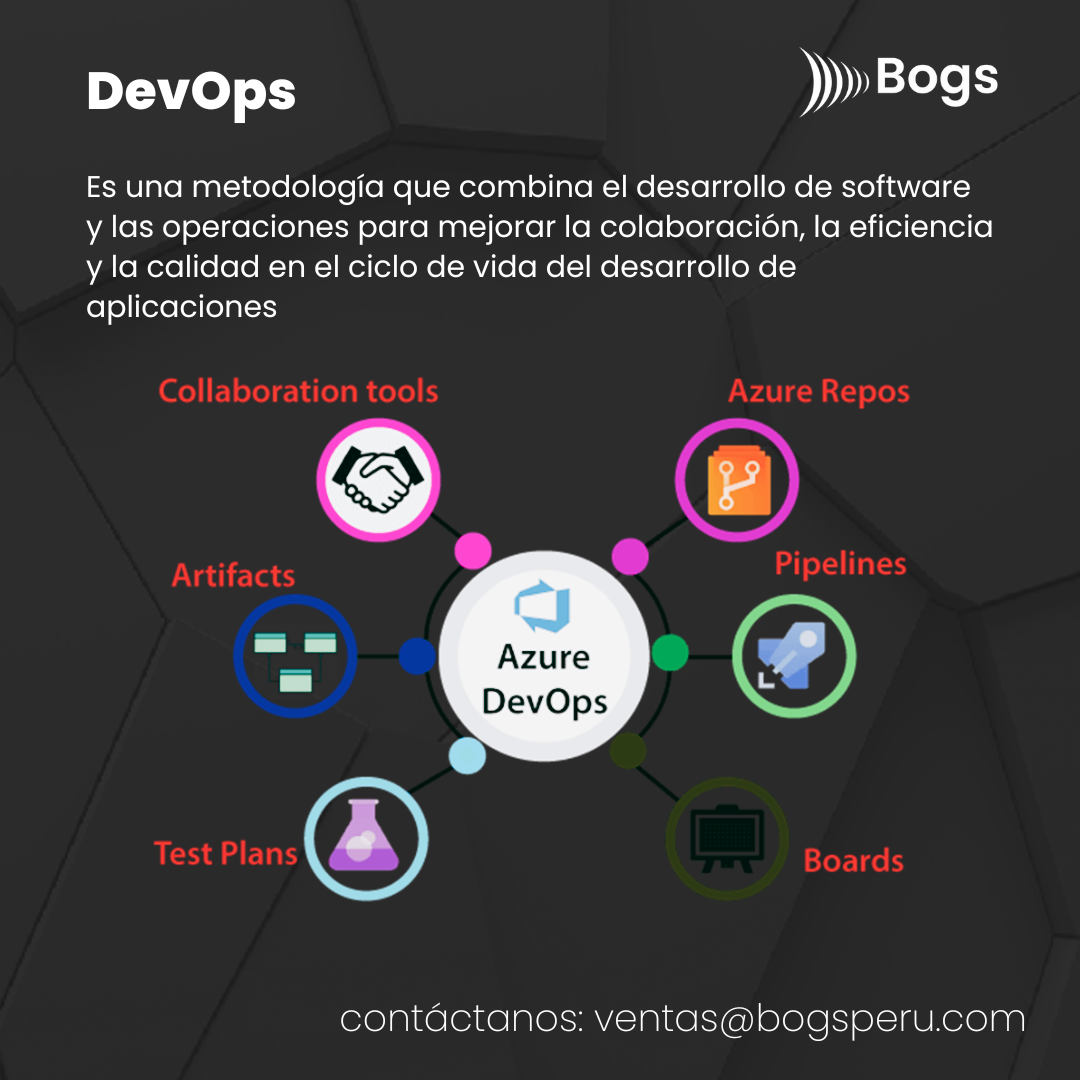 DevOps
Bogs
Es una metodología que combina el desarrollo de software
y las operaciones para mejorar la colaboración, la eficiencia
y la calidad en el ciclo de vida del desarrollo de
aplicaciones
Collaboration tools
Azure Repos
Pipelines
Artifacts
Azure
DevOps
Test Plans
Boards
contáctanos: ventas@bogsperu.com